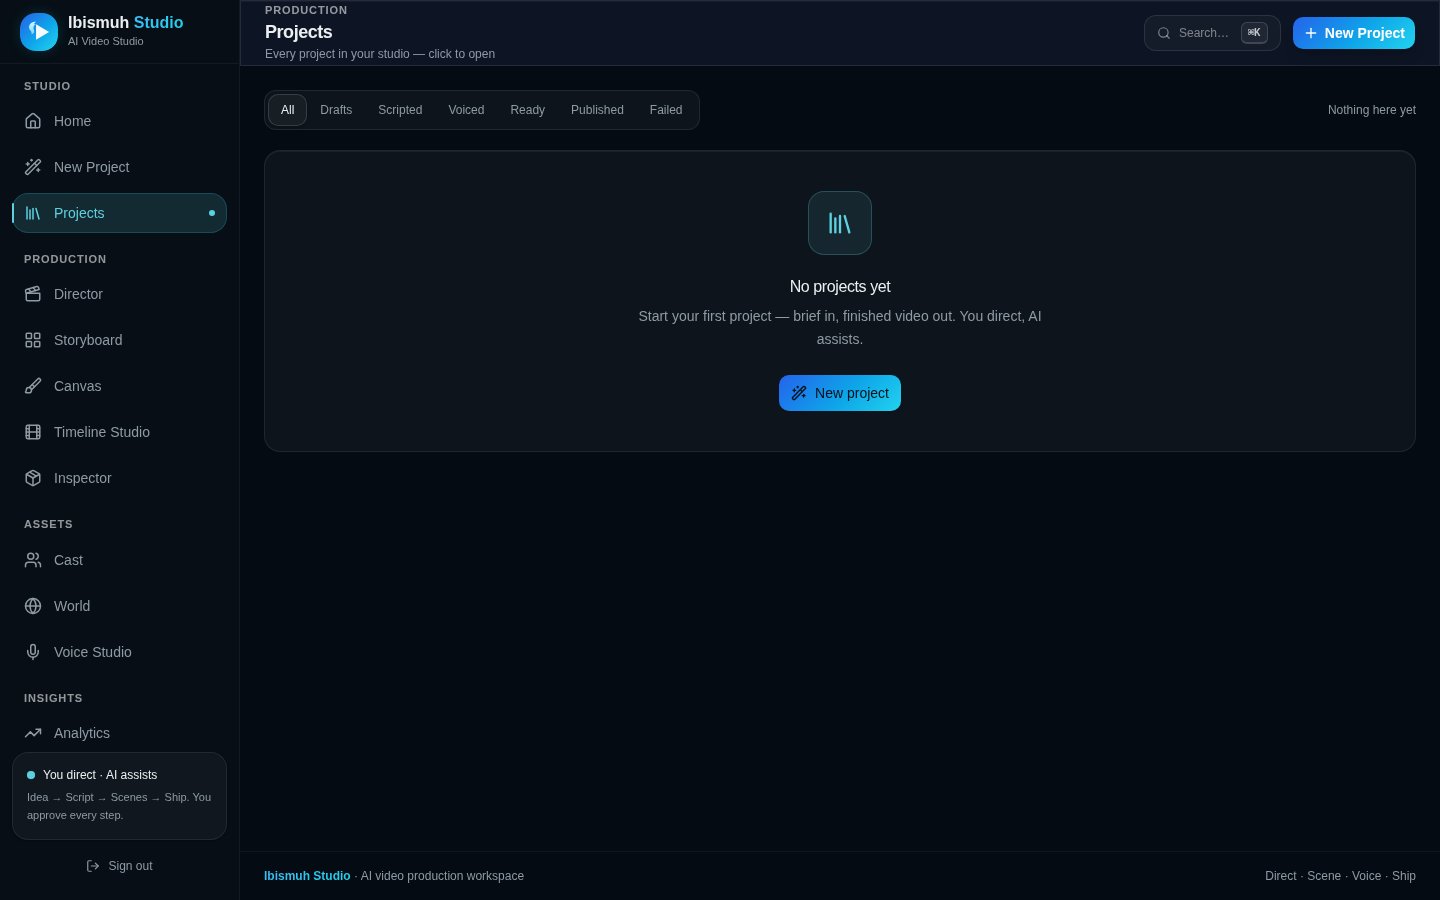 Ibismuh Studio
AI Video Studio
STUDIO
Home
New Project
Projects
PRODUCTION
Director
Storyboard
Canvas
Timeline Studio
Inspector
ASSETS
Cast
World
Voice Studio
INSIGHTS
Analytics
You direct · AI assists
Idea → Script → Scenes → Ship. You
approve every step.
Sign out
PRODUCTION
Projects
Every project in your studio — click to open
Search…
⌘K
New Project
All
Drafts
Scripted
Voiced
Ready
Published
Failed
Nothing here yet
No projects yet
Start your first project — brief in, finished video out. You direct, AI
assists.
New project
Ibismuh Studio · AI video production workspace
Direct · Scene · Voice · Ship